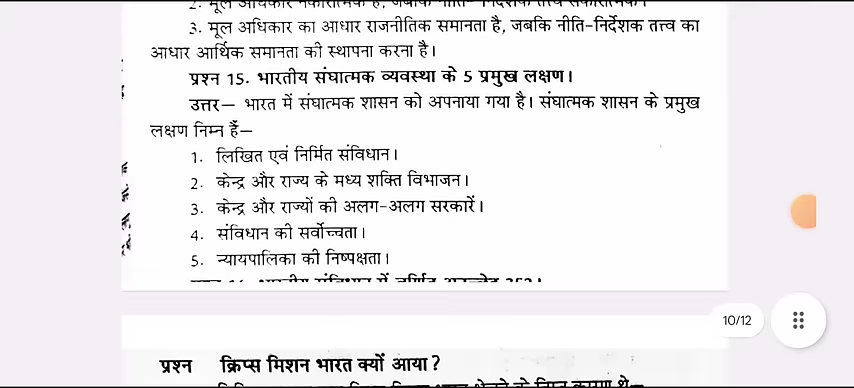 3. मूल अधिकार का आधार राजनीतिक समानता है, जबकि नीति-निर्देशक तत्त्व का
आधार आर्थिक समानता की स्थापना करना है।
प्रश्न 15. भारतीय संघात्मक व्यवस्था के 5 प्रमुख लक्षण।
उत्तर— भारत में संघात्मक शासन को अपनाया गया है। संघात्मक शासन के प्रमुख
लक्षण निम्न हैं—
1. लिखित एवं निर्मित संविधान।
2. केन्द्र और राज्य के मध्य शक्ति विभाजन।
3. केन्द्र और राज्यों की अलग-अलग सरकारें।
4. संविधान की सर्वोच्चता।
5. न्यायपालिका की निष्पक्षता।
10/12
प्रश्न क्रिप्स मिशन भारत क्यों आया?